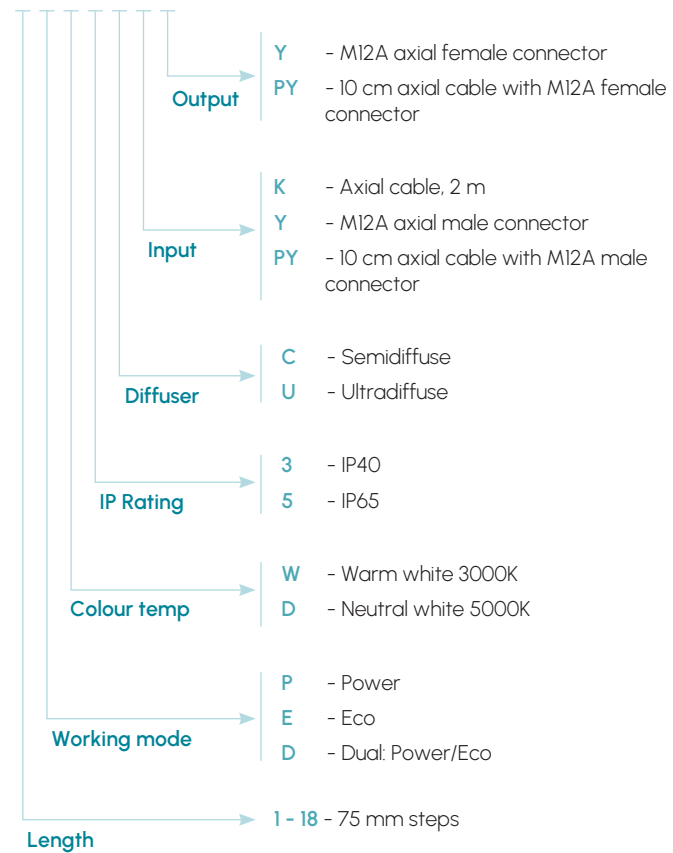 Y - M12A axial female connector
PY - 10 cm axial cable with M12A female
connector
Output
K - Axial cable, 2 m
Y - M12A axial male connector
Input
PY - 10 cm axial cable with M12A male
connector
C - Semidiffuse
U - Ultradiffuse
Diffuser
3 - IP40
5 - IP65
IP Rating
W - Warm white 3000K
D - Neutral white 5000K
Colour temp
P - Power
E - Eco
Working mode
D - Dual: Power/Eco
1 - 18 - 75 mm steps
Length